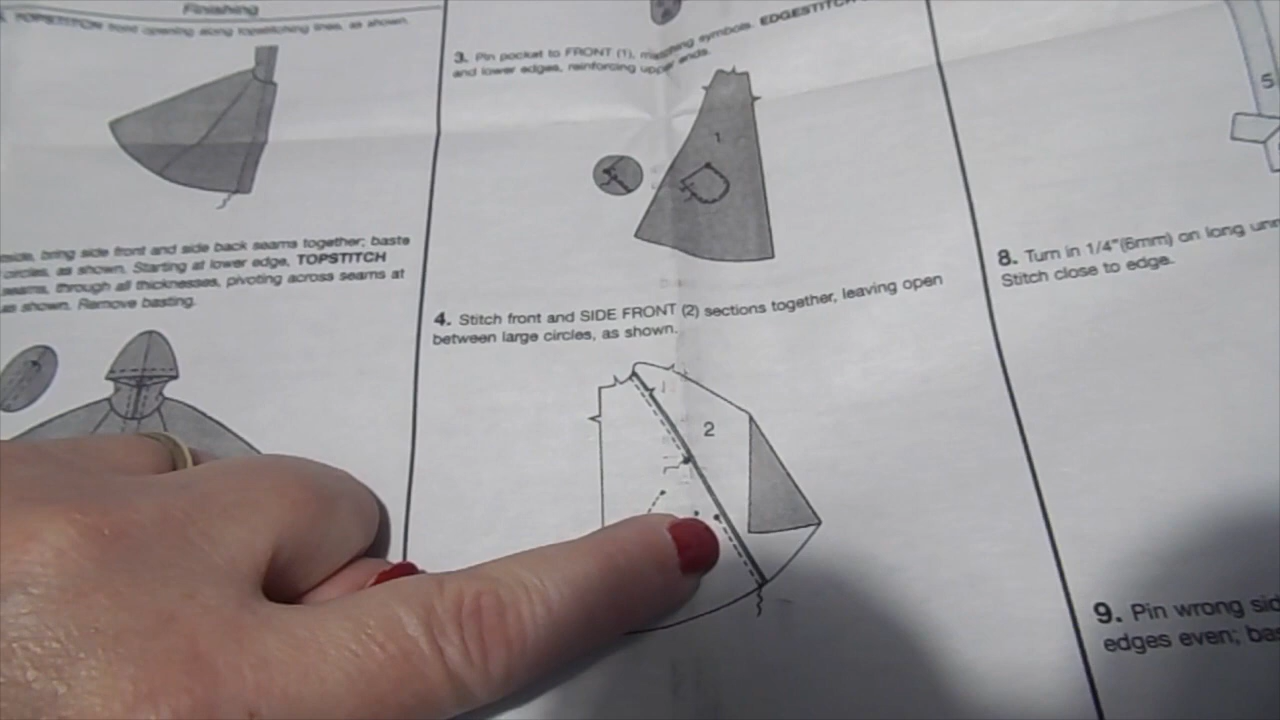 Finishing
TOPSTITCH front opening along topstitching lines, as shown.
bring side front and side back seams together; baste
circles, as shown. Starting at lower edge, TOPSTITCH
seams, through all thicknesses, pivoting across seams at
as shown. Remove basting.
3. Pin pocket to FRONT (1), matching symbols. EDGESTITCH
and lower edges, reinforcing upper ends.
1
4. Stitch front and SIDE FRONT (2) sections together, leaving open
between large circles, as shown.
2
5
8. Turn in 1/4"(6mm) on long
Stitch close to edge.
9. Pin wrong
edges even;